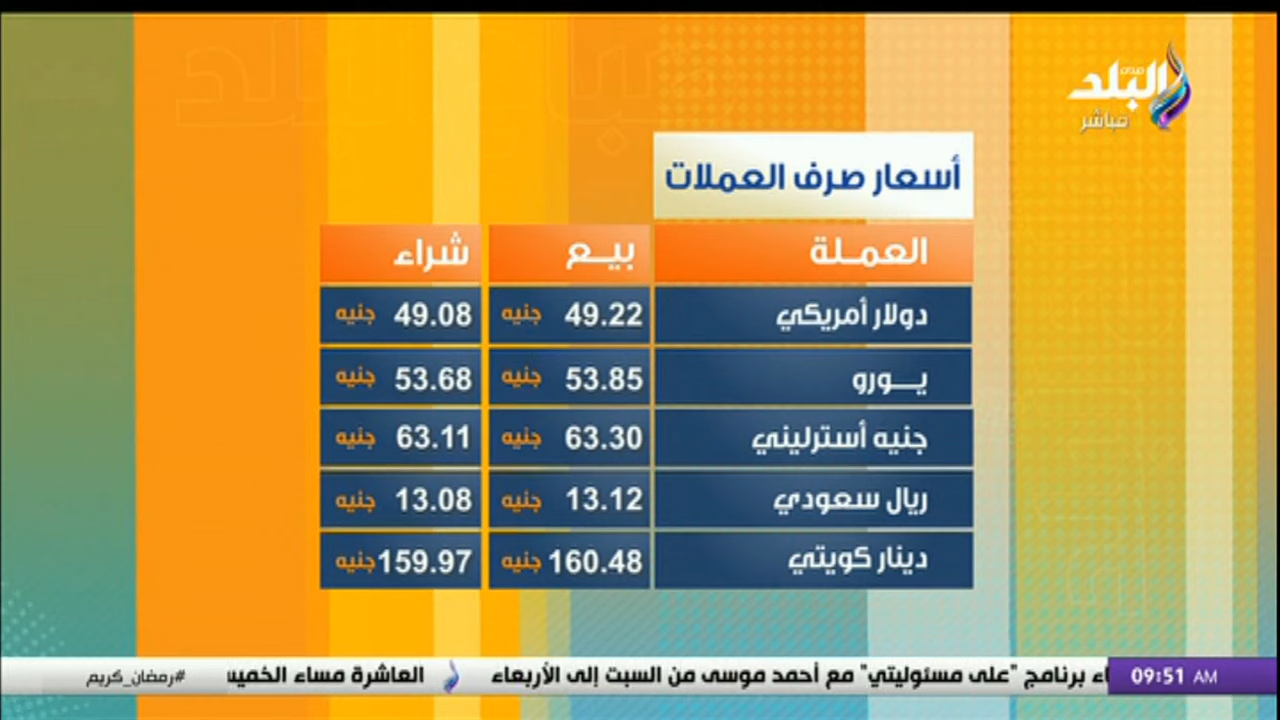 صدى
البلد
مباشر
أسعار صرف العملات
العملة بيع شراء
دولار أمريكي 49.22 جنيه 49.08 جنيه
يورو 53.85 جنيه 53.68 جنيه
جنيه أسترليني 63.30 جنيه 63.11 جنيه
ريال سعودي 13.12 جنيه 13.08 جنيه
دينار كويتي 160.48 جنيه 159.97 جنيه
09:51 AM
برنامج "على مسئوليتي" مع أحمد موسى من السبت إلى الأربعاء العاشرة مساء
#رمضان_كريم